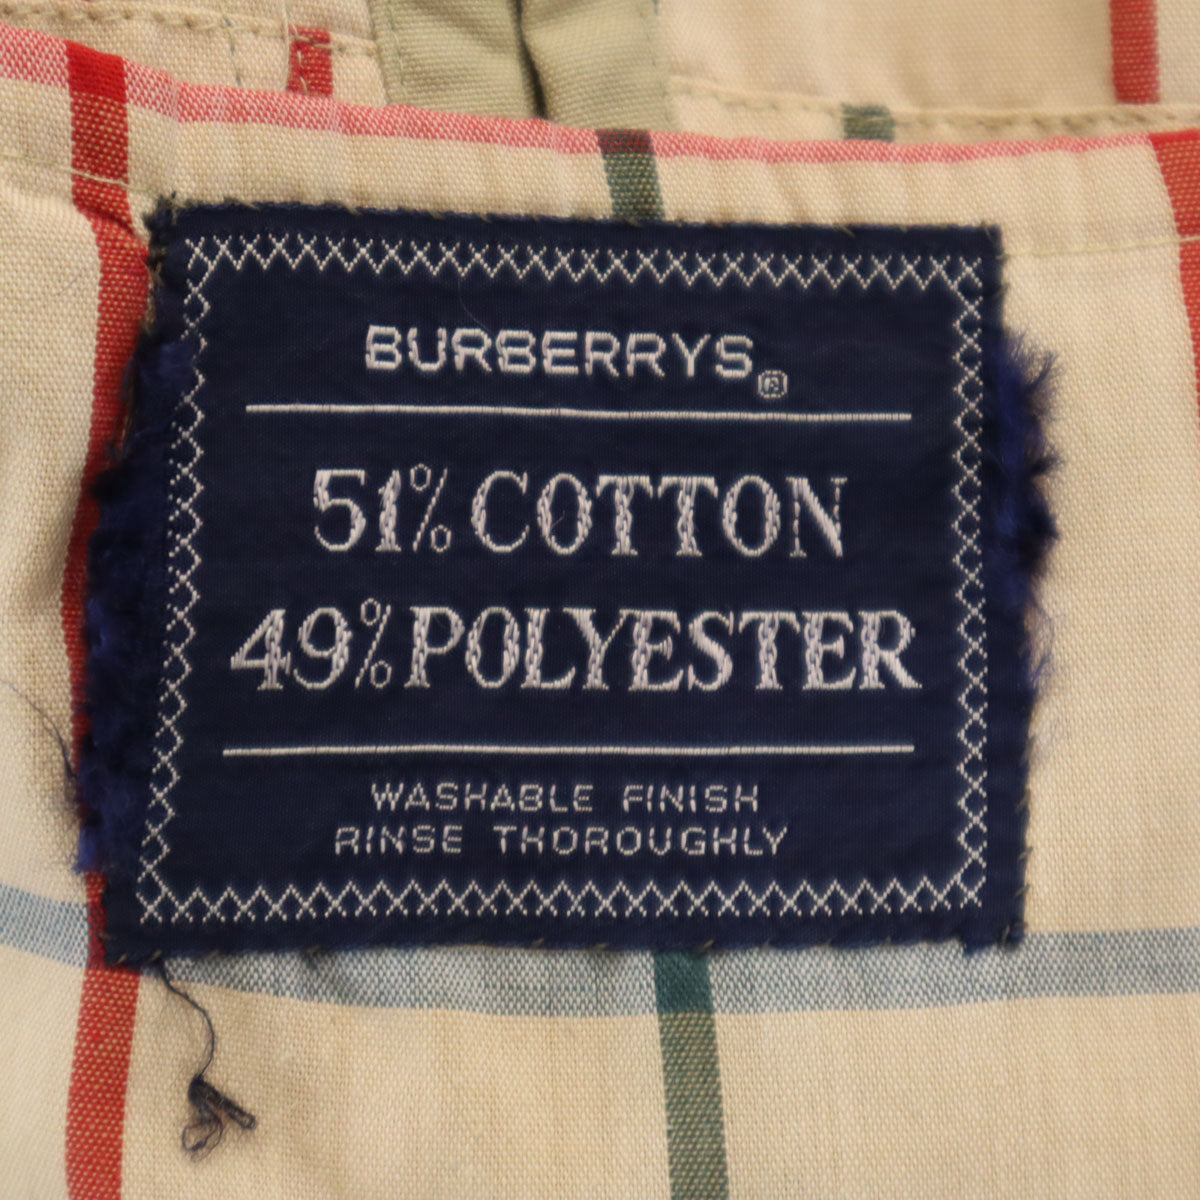 BURBERRYS®
51% COTTON
49% POLYESTER
WASHABLE FINISH
RINSE THOROUGHLY